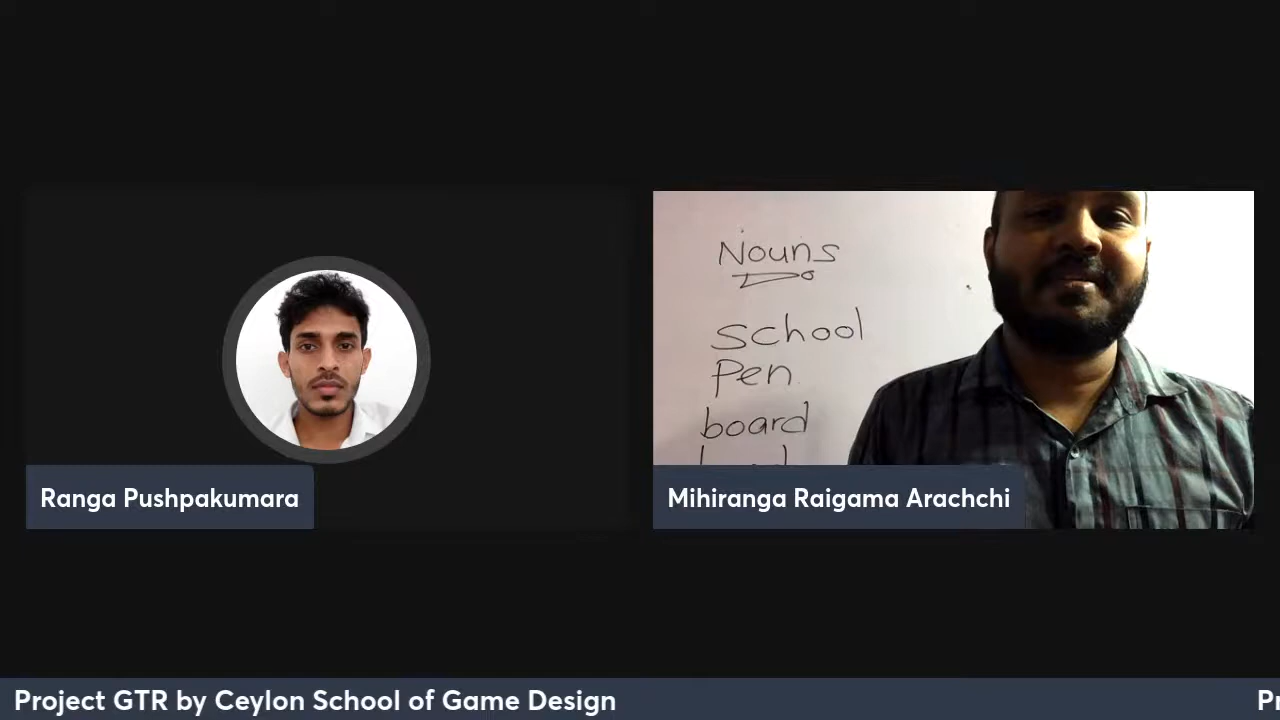 Nouns
School
Pen
board
Ranga Pushpakumara
Mihiranga Raigama Arachchi
Project GTR by Ceylon School of Game Design